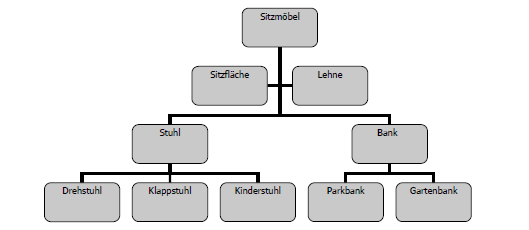 Sitzmöbel
Sitzfläche
Lehne
Stuhl
Bank
Drehstuhl
Klappstuhl
Kinderstuhl
Parkbank
Gartenbank